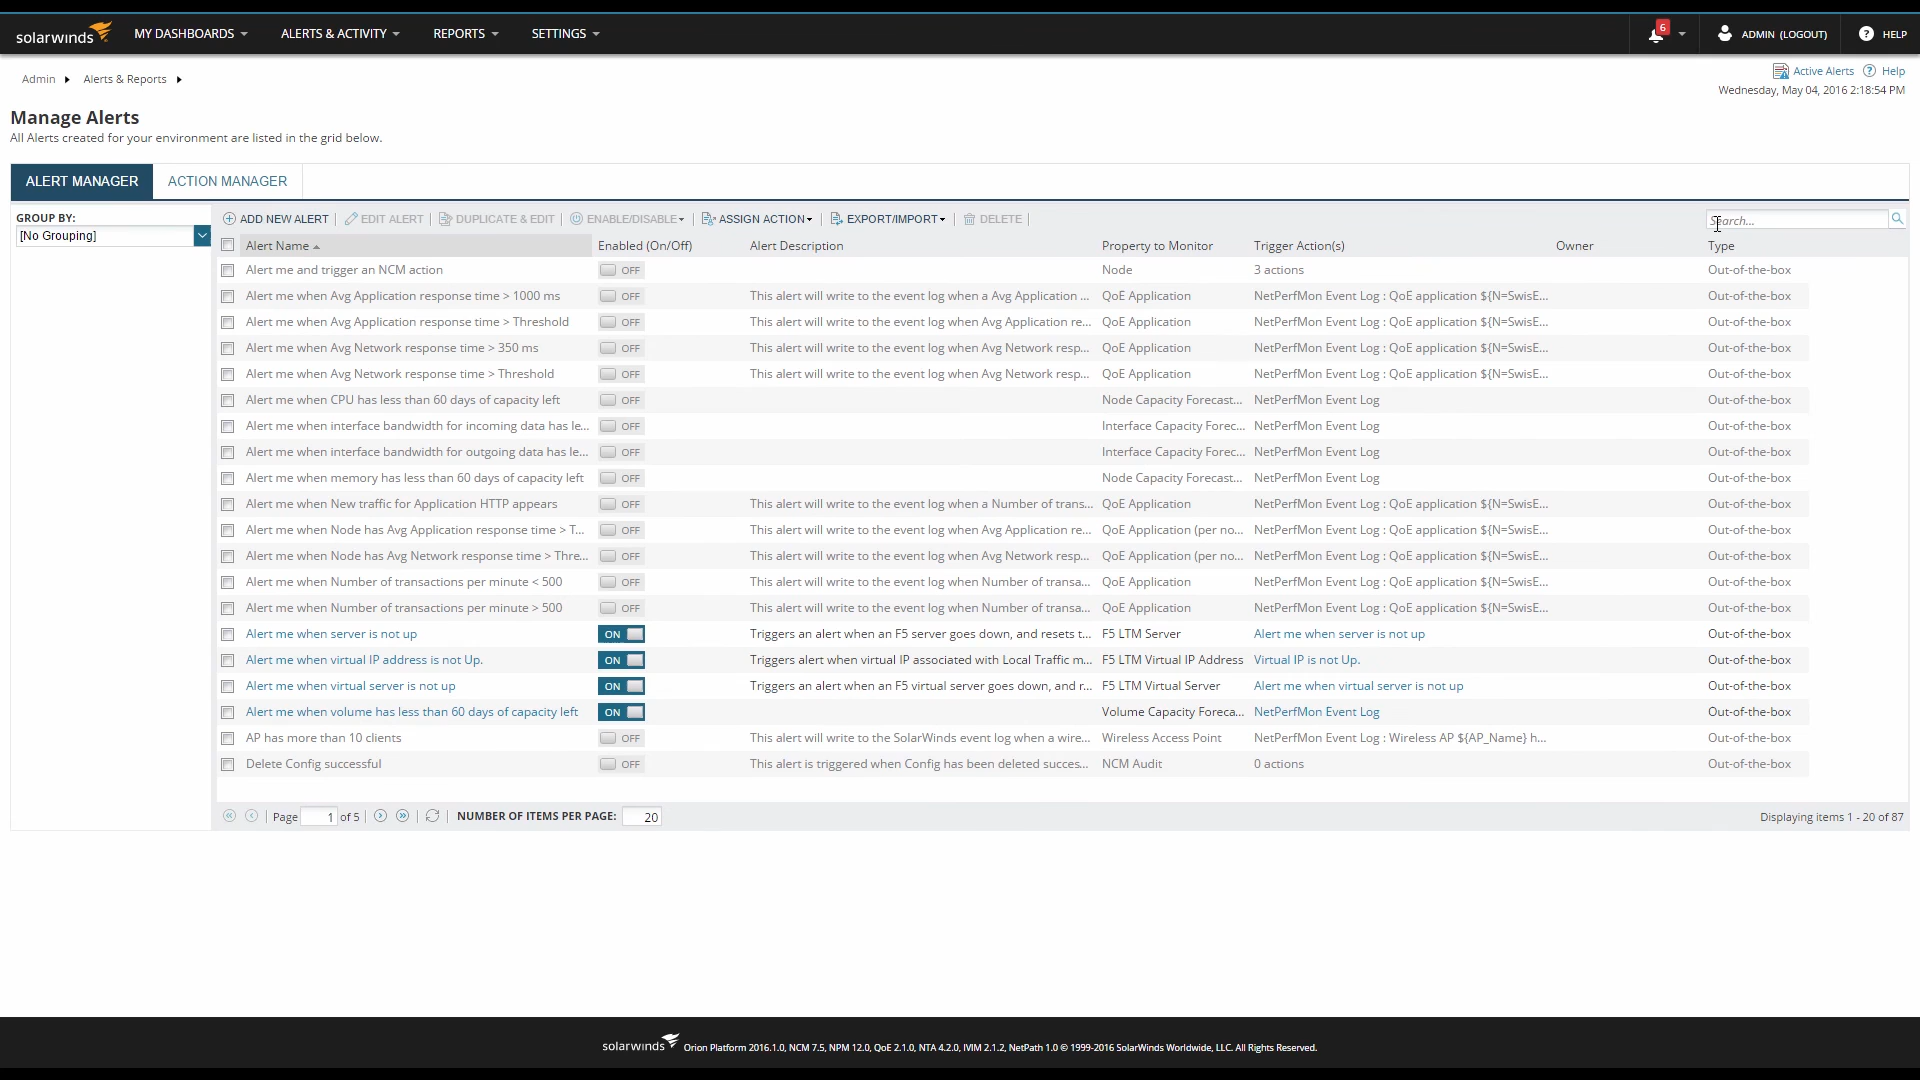 solarwinds MY DASHBOARDS ALERTS & ACTIVITY REPORTS SETTINGS 6 ADMIN (LOGOUT) ? HELP
Admin Alerts & Reports Active Alerts ? Help
Wednesday, May 04, 2016 2:18:54 PM
Manage Alerts
All Alerts created for your environment are listed in the grid below.
ALERT MANAGER ACTION MANAGER
GROUP BY:
[No Grouping]
ADD NEW ALERT | EDIT ALERT | DUPLICATE & EDIT | ENABLE/DISABLE | ASSIGN ACTION | EXPORT/IMPORT | DELETE | Search...
Alert Name Enabled (On/Off) Alert Description Property to Monitor Trigger Action(s) Owner Type
Alert me and trigger an NCM action OFF Node 3 actions Out-of-the-box
Alert me when Avg Application response time > 1000 ms OFF This alert will write to the event log when a Avg Application ... QoE Application NetPerfMon Event Log : QoE application ${N=SwisE... Out-of-the-box
Alert me when Avg Application response time > Threshold OFF This alert will write to the event log when Avg Application re... QoE Application NetPerfMon Event Log : QoE application ${N=SwisE... Out-of-the-box
Alert me when Avg Network response time > 350 ms OFF This alert will write to the event log when Avg Network resp... QoE Application NetPerfMon Event Log : QoE application ${N=SwisE... Out-of-the-box
Alert me when Avg Network response time > Threshold OFF This alert will write to the event log when Avg Network resp... QoE Application NetPerfMon Event Log : QoE application ${N=SwisE... Out-of-the-box
Alert me when CPU has less than 60 days of capacity left OFF Node Capacity Forecast... NetPerfMon Event Log Out-of-the-box
Alert me when interface bandwidth for incoming data has le... OFF Interface Capacity Forec... NetPerfMon Event Log Out-of-the-box
Alert me when interface bandwidth for outgoing data has le... OFF Interface Capacity Forec... NetPerfMon Event Log Out-of-the-box
Alert me when memory has less than 60 days of capacity left OFF Node Capacity Forecast... NetPerfMon Event Log Out-of-the-box
Alert me when New traffic for Application HTTP appears OFF This alert will write to the event log when a Number of trans... QoE Application NetPerfMon Event Log : QoE application ${N=SwisE... Out-of-the-box
Alert me when Node has Avg Application response time > T... OFF This alert will write to the event log when Avg Application re... QoE Application (per no... NetPerfMon Event Log : QoE application ${N=SwisE... Out-of-the-box
Alert me when Node has Avg Network response time > Thre... OFF This alert will write to the event log when Avg Network resp... QoE Application (per no... NetPerfMon Event Log : QoE application ${N=SwisE... Out-of-the-box
Alert me when Number of transactions per minute < 500 OFF This alert will write to the event log when Number of transa... QoE Application NetPerfMon Event Log : QoE application ${N=SwisE... Out-of-the-box
Alert me when Number of transactions per minute > 500 OFF This alert will write to the event log when Number of transa... QoE Application NetPerfMon Event Log : QoE application ${N=SwisE... Out-of-the-box
Alert me when server is not up ON Triggers an alert when an F5 server goes down, and resets t... F5 LTM Server Alert me when server is not up Out-of-the-box
Alert me when virtual IP address is not Up. ON Triggers alert when virtual IP associated with Local Traffic m... F5 LTM Virtual IP Address Virtual IP is not Up. Out-of-the-box
Alert me when virtual server is not up ON Triggers an alert when an F5 virtual server goes down, and r... F5 LTM Virtual Server Alert me when virtual server is not up Out-of-the-box
Alert me when volume has less than 60 days of capacity left ON Volume Capacity Foreca... NetPerfMon Event Log Out-of-the-box
AP has more than 10 clients OFF This alert will write to the SolarWinds event log when a wire... Wireless Access Point NetPerfMon Event Log : Wireless AP ${AP_Name} h... Out-of-the-box
Delete Config successful OFF This alert is triggered when Config has been deleted succes... NCM Audit 0 actions Out-of-the-box
Page 1 of 5 NUMBER OF ITEMS PER PAGE: 20 Displaying items 1 - 20 of 87
solarwinds Orion Platform 2016.1.0, NCM 7.5, NPM 12.0, QoE 2.1.0, NTA 4.2.0, IVIM 2.1.2, NetPath 1.0 © 1999-2016 SolarWinds Worldwide, LLC. All Rights Reserved.